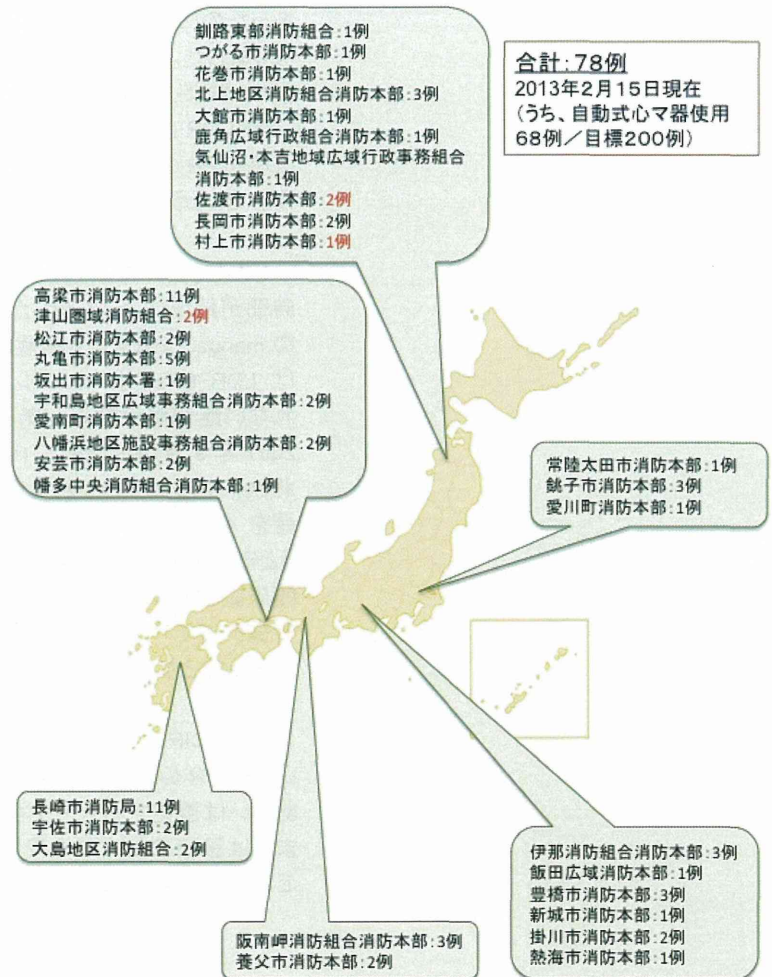 釧路東部消防組合:1例
つがる市消防本部:1例
花巻市消防本部:1例
北上地区消防組合消防本部:3例
大館市消防本部:1例
鹿角広域行政組合消防本部:1例
気仙沼・本吉地域広域行政事務組合
消防本部:1例
佐渡市消防本部:2例
長岡市消防本部:2例
村上市消防本部:1例
合計:78例
2013年2月15日現在
(うち、自動式心マ器使用
68例/目標200例)
高梁市消防本部:11例
津山圏域消防組合:2例
松江市消防本部:2例
丸亀市消防本部:5例
坂出市消防本署:1例
宇和島地区広域事務組合消防本部:2例
愛南町消防本部:1例
八幡浜地区施設事務組合消防本部:2例
安芸市消防本部:2例
幡多中央消防組合消防本部:1例
常陸太田市消防本部:1例
銚子市消防本部:3例
愛川町消防本部:1例
長崎市消防局:11例
宇佐市消防本部:2例
大島地区消防組合:2例
阪南岬消防組合消防本部:3例
養父市消防本部:2例
伊那消防組合消防本部:3例
飯田広域消防本部:1例
豊橋市消防本部:3例
新城市消防本部:1例
掛川市消防本部:2例
熱海市消防本部:1例